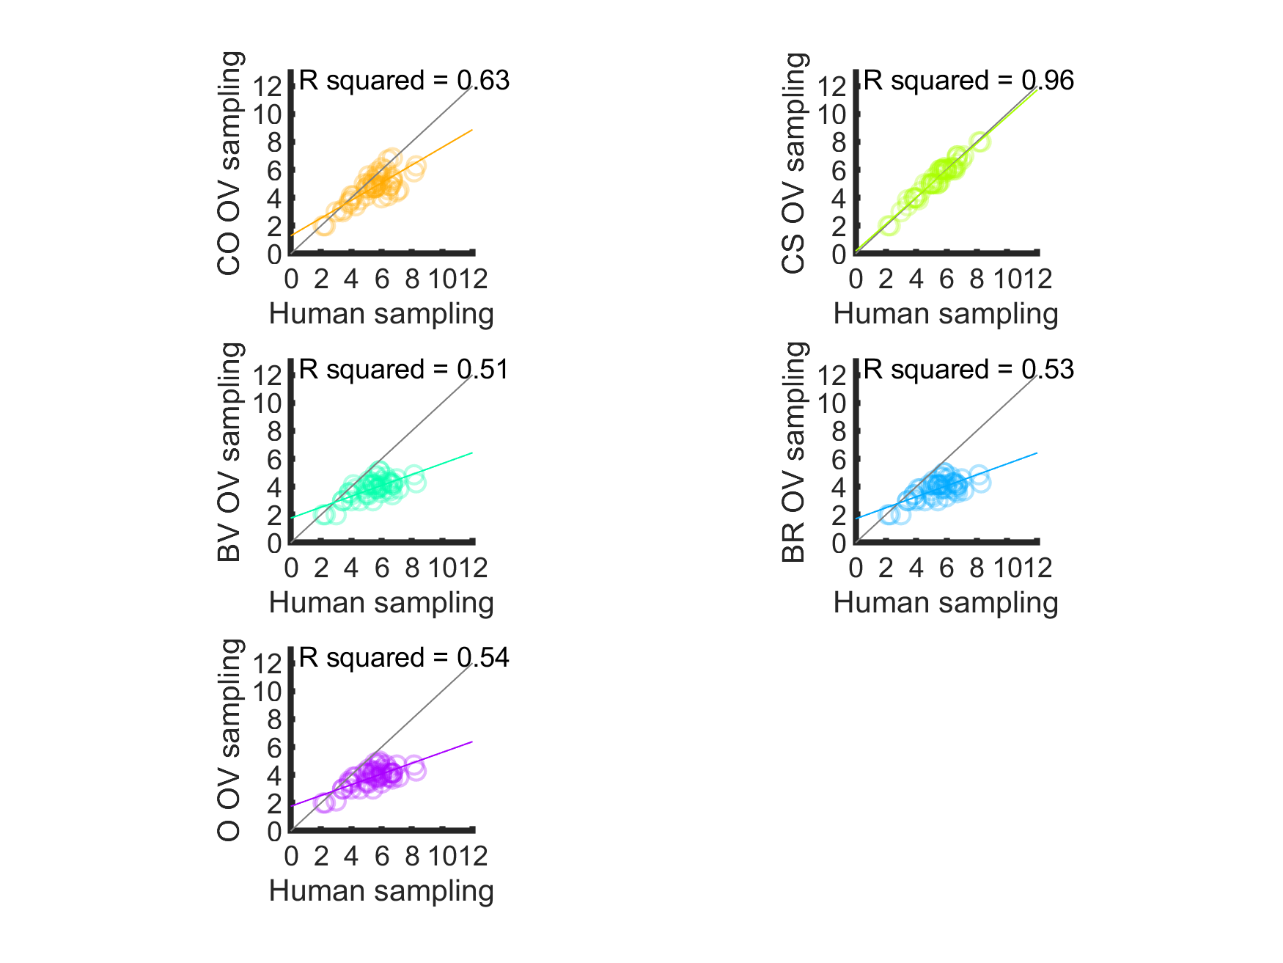 R squared = 0.63
CO OV sampling
12
10
8
6
4
2
0
0 2 4 6 8 10 12
Human sampling
R squared = 0.96
CS OV sampling
12
10
8
6
4
2
0
0 2 4 6 8 10 12
Human sampling
R squared = 0.51
BV OV sampling
12
10
8
6
4
2
0
0 2 4 6 8 10 12
Human sampling
R squared = 0.53
BR OV sampling
12
10
8
6
4
2
0
0 2 4 6 8 10 12
Human sampling
R squared = 0.54
O OV sampling
12
10
8
6
4
2
0
0 2 4 6 8 10 12
Human sampling